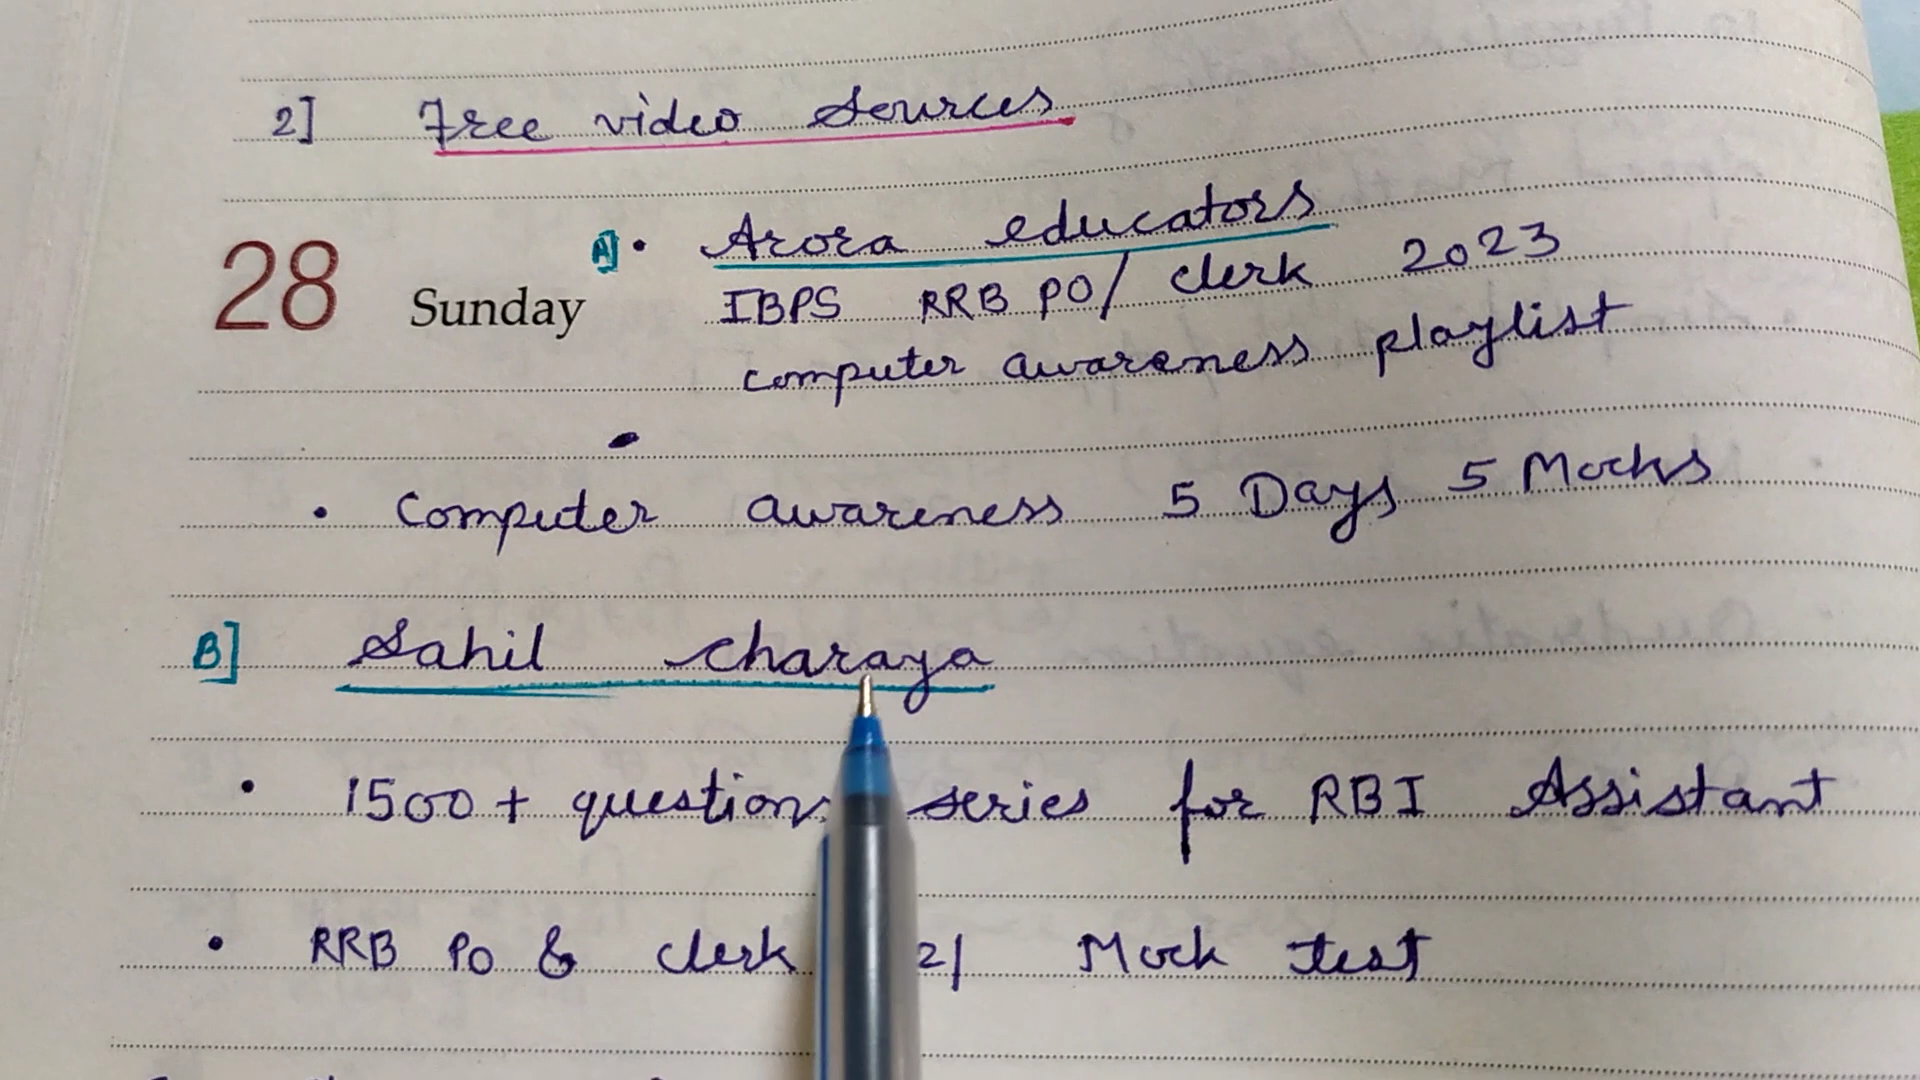 2] Free video Sources
A] • Arora educators
28 Sunday
IBPS RRB PO/ Clerk 2023
computer awareness playlist
• Computer awareness 5 Days 5 Mocks
B] Sahil charaya
• 1500+ question series for RBI Assistant
• RRB PO & clerk 21 Mock test